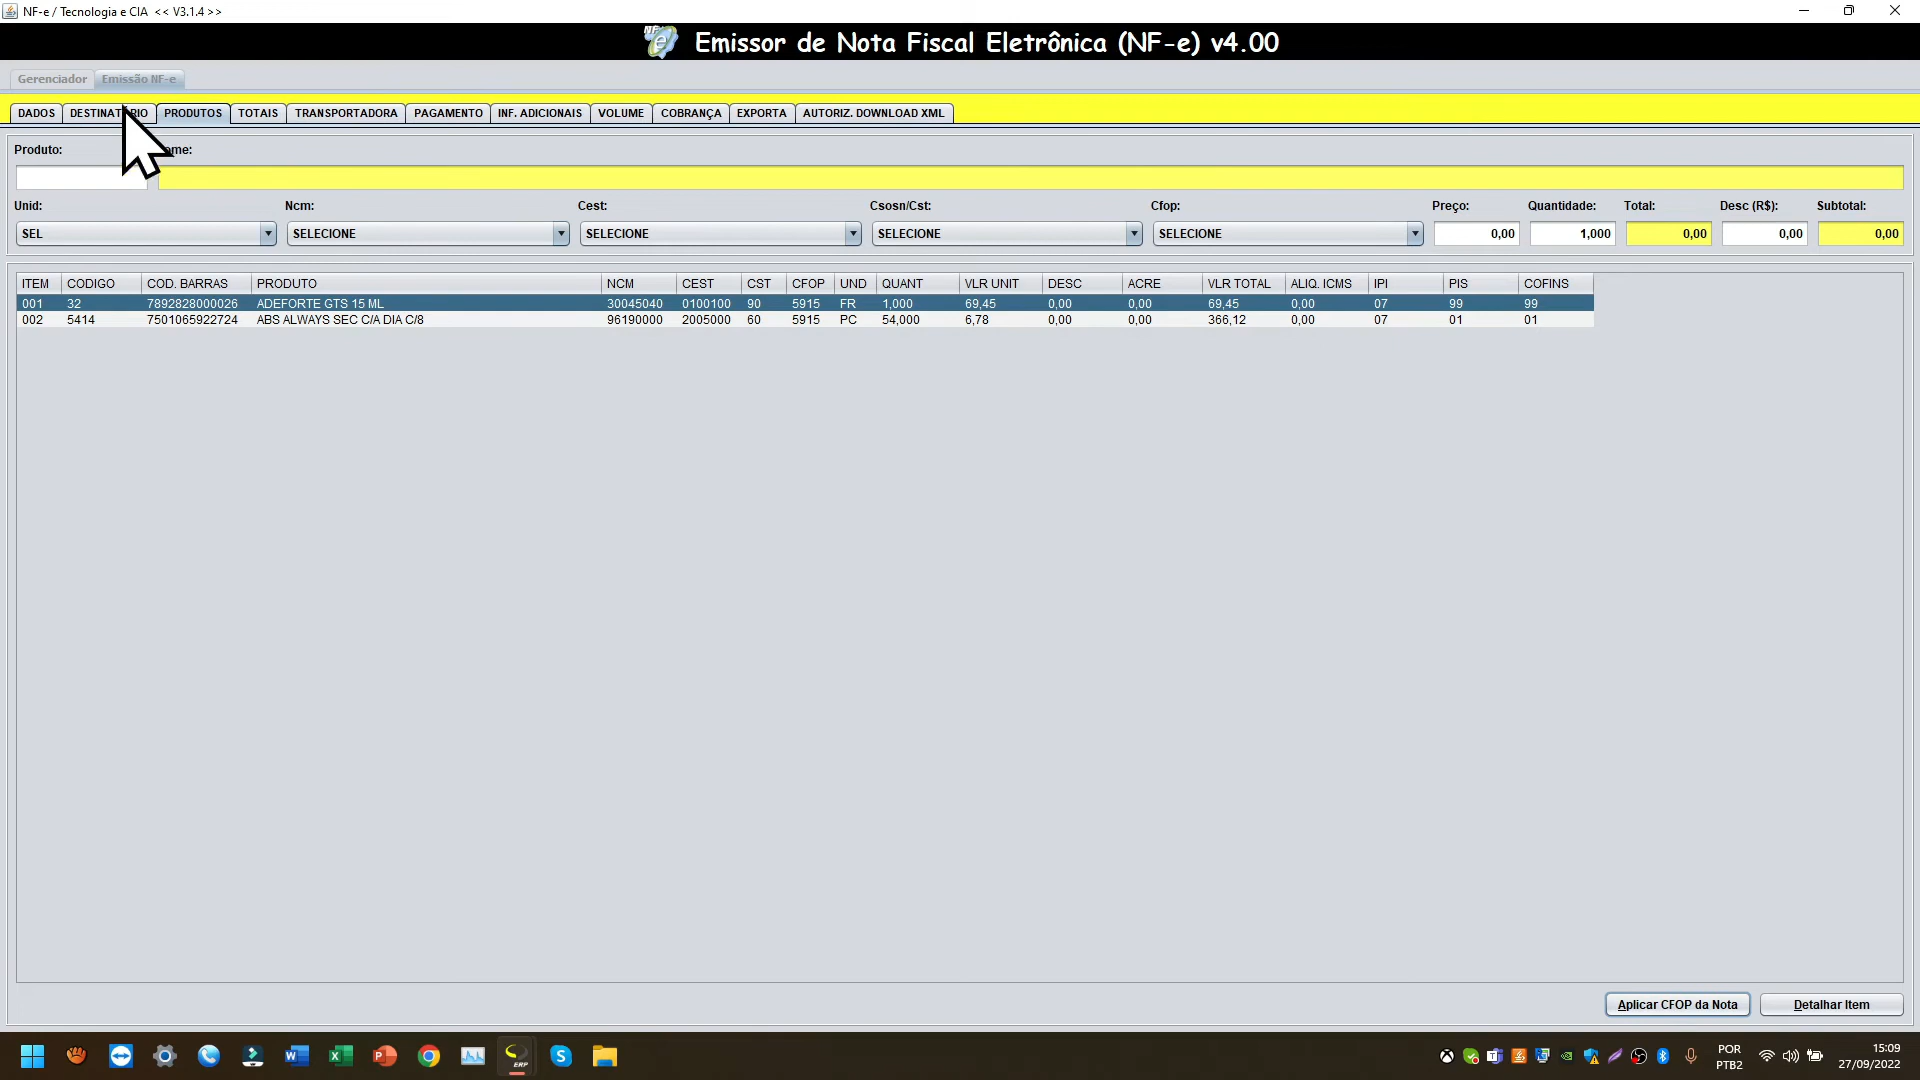 NF-e / Tecnologia e CIA << V3.1.4 >>
NF-e Emissor de Nota Fiscal Eletrônica (NF-e) v4.00
Gerenciador Emissão NF-e
DADOS DESTINAT RIO PRODUTOS TOTAIS TRANSPORTADORA PAGAMENTO INF. ADICIONAIS VOLUME COBRANÇA EXPORTA AUTORIZ. DOWNLOAD XML
Produto: ome:
Unid: Ncm: Cest: Csosn/Cst: Cfop: Preço: Quantidade: Total: Desc (R$): Subtotal:
SEL SELECIONE SELECIONE SELECIONE SELECIONE 0,00 1,000 0,00 0,00 0,00
ITEM CODIGO COD. BARRAS PRODUTO NCM CEST CST CFOP UND QUANT VLR UNIT DESC ACRE VLR TOTAL ALIQ. ICMS IPI PIS COFINS
001 32 7892828000026 ADEFORTE GTS 15 ML 30045040 0100100 90 5915 FR 1,000 69,45 0,00 0,00 69,45 0,00 07 99 99
002 5414 7501065922724 ABS ALWAYS SEC C/A DIA C/8 96190000 2005000 60 5915 PC 54,000 6,78 0,00 0,00 366,12 0,00 07 01 01
Aplicar CFOP da Nota Detalhar Item
ERP
POR
PTB2
15:09
27/09/2022